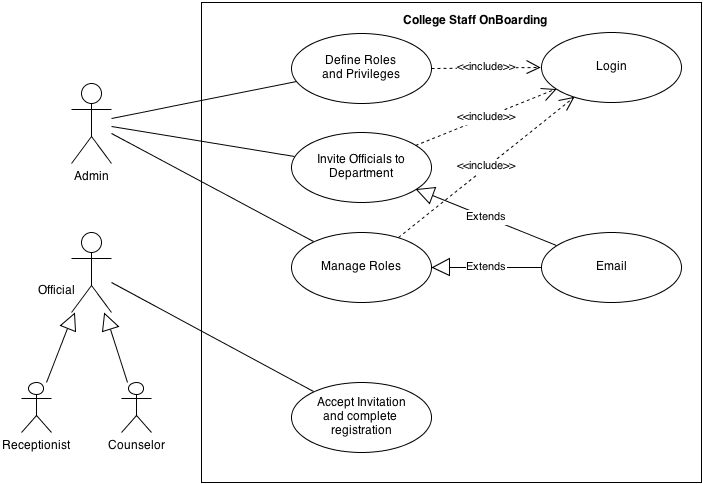 College Staff OnBoarding
Define Roles
and Privileges
<<include>>
Login
<<include>>
Invite Officials to
Department
<<include>>
Admin
Extends
Manage Roles
Extends
Email
Official
Accept Invitation
and complete
registration
Receptionist
Counselor